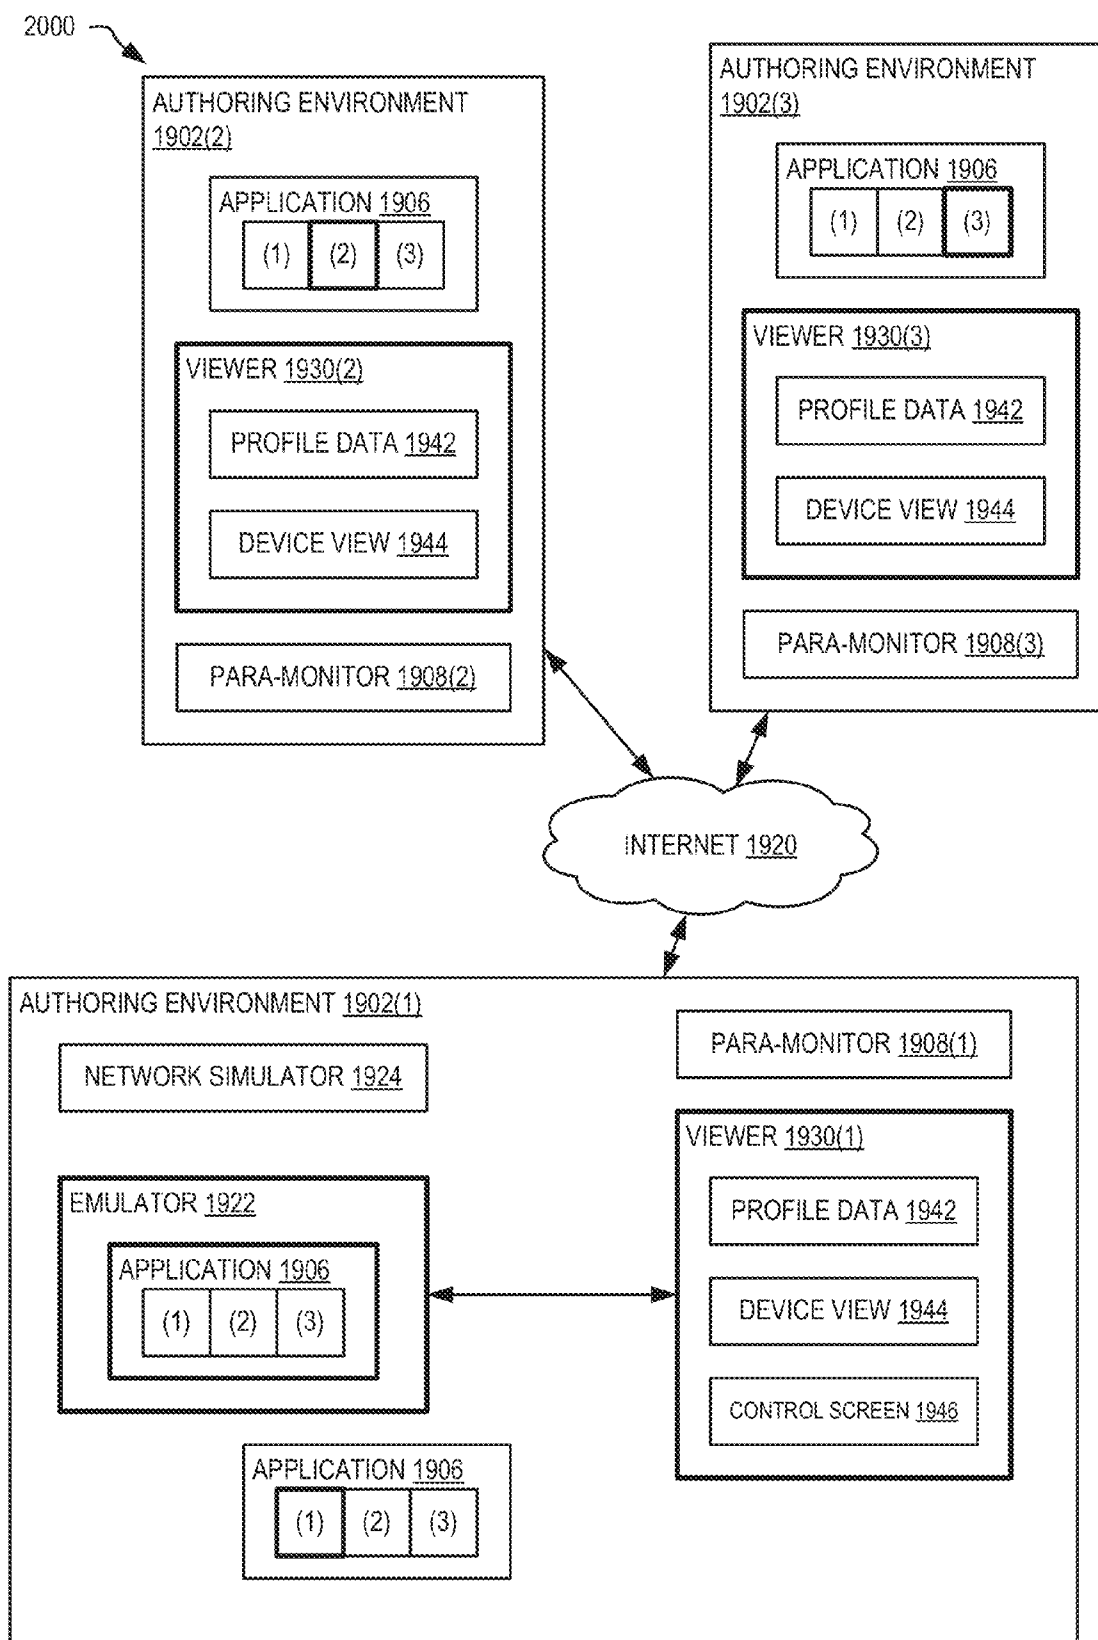 2000
AUTHORING ENVIRONMENT
1902(2)
APPLICATION 1906
(1) (2) (3)
VIEWER 1930(2)
PROFILE DATA 1942
DEVICE VIEW 1944
PARA-MONITOR 1908(2)
AUTHORING ENVIRONMENT
1902(3)
APPLICATION 1906
(1) (2) (3)
VIEWER 1930(3)
PROFILE DATA 1942
DEVICE VIEW 1944
PARA-MONITOR 1908(3)
INTERNET 1920
AUTHORING ENVIRONMENT 1902(1)
NETWORK SIMULATOR 1924
EMULATOR 1922
APPLICATION 1906
(1) (2) (3)
APPLICATION 1906
(1) (2) (3)
PARA-MONITOR 1908(1)
VIEWER 1930(1)
PROFILE DATA 1942
DEVICE VIEW 1944
CONTROL SCREEN 1946